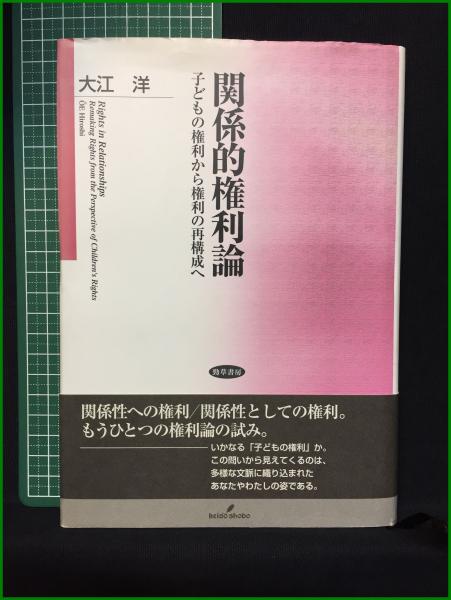 関係的権利論
子どもの権利から権利の再構成へ
大江 洋
Rights in Relationships
Remaking Rights from the Perspective of Children's Rights
ŌE Hiroshi
勁草書房
関係性への権利/関係性としての権利。
もうひとつの権利論の試み。
いかなる「子どもの権利」か。
この問いから見えてくるのは、
多様な文脈に織り込まれた
あなたやわたしの姿である。
keiso shobo